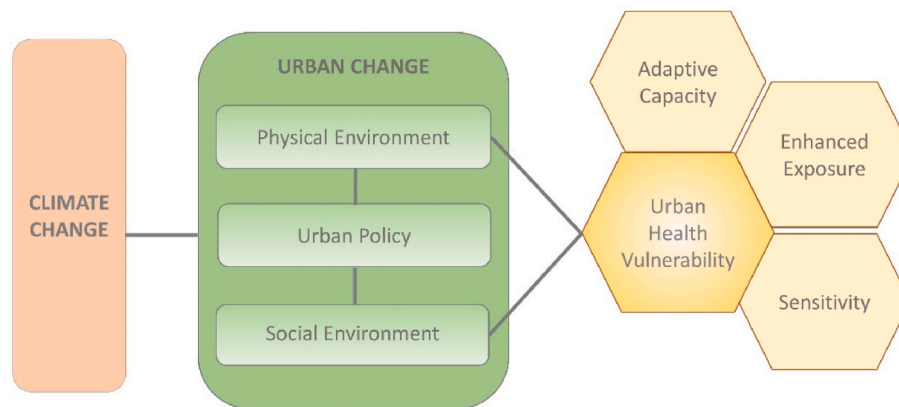 CLIMATE
CHANGE
URBAN CHANGE
Physical Environment
Urban Policy
Social Environment
Adaptive
Capacity
Enhanced
Exposure
Urban
Health
Vulnerability
Sensitivity